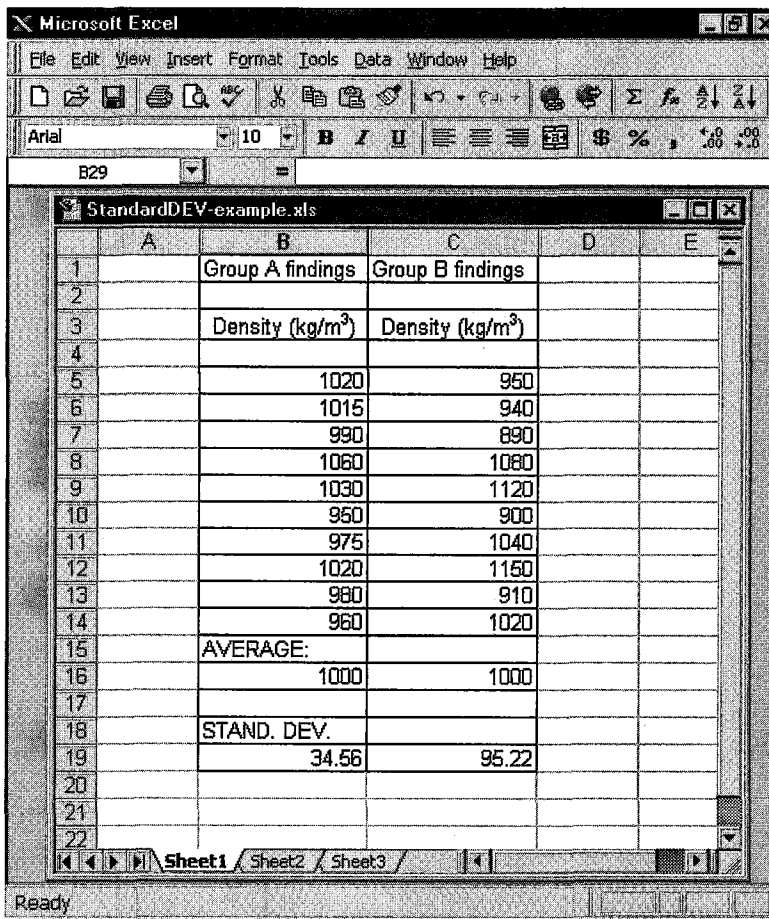 Microsoft Excel
File Edit View Insert Format Tools Data Window Help
Arial 10 B I U $ % , .00 .00
B29 =
StandardDEV-example.xls
A B C D E
1 Group A findings Group B findings
2
3 Density (kg/m³) Density (kg/m³)
4
5 1020 950
6 1015 940
7 990 890
8 1060 1080
9 1030 1120
10 950 900
11 975 1040
12 1020 1150
13 980 910
14 960 1020
15 AVERAGE:
16 1000 1000
17
18 STAND. DEV.
19 34.56 95.22
20
21
22
Sheet1 Sheet2 Sheet3
Ready